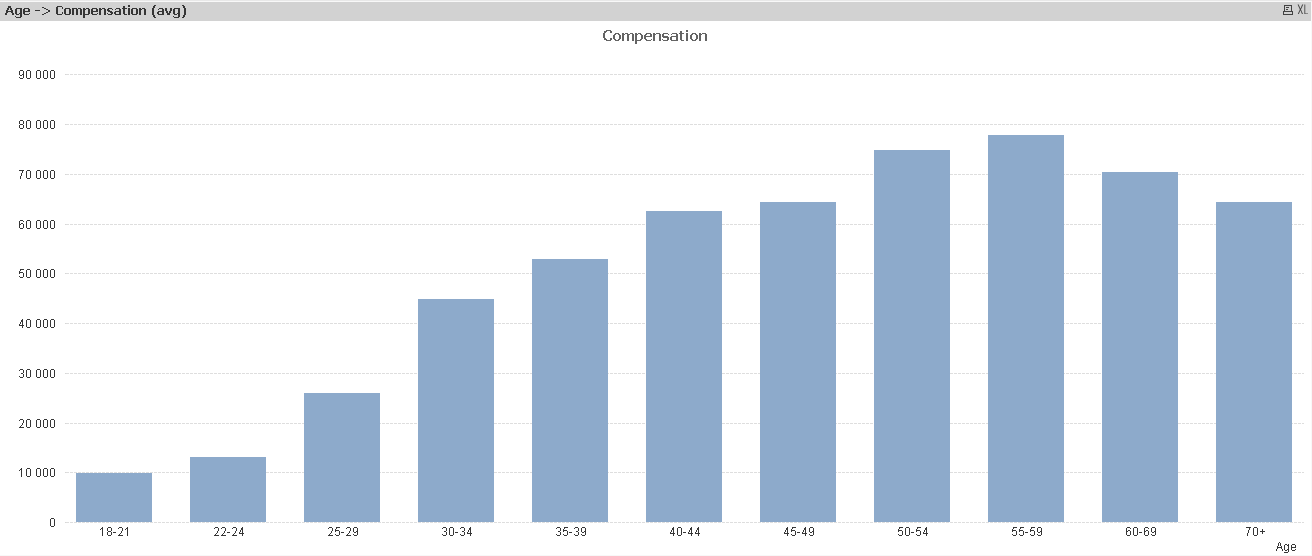 Age -> Compensation (avg)
XL
Compensation
90 000
80 000
70 000
60 000
50 000
40 000
30 000
20 000
10 000
0
18-21 22-24 25-29 30-34 35-39 40-44 45-49 50-54 55-59 60-69 70+
Age